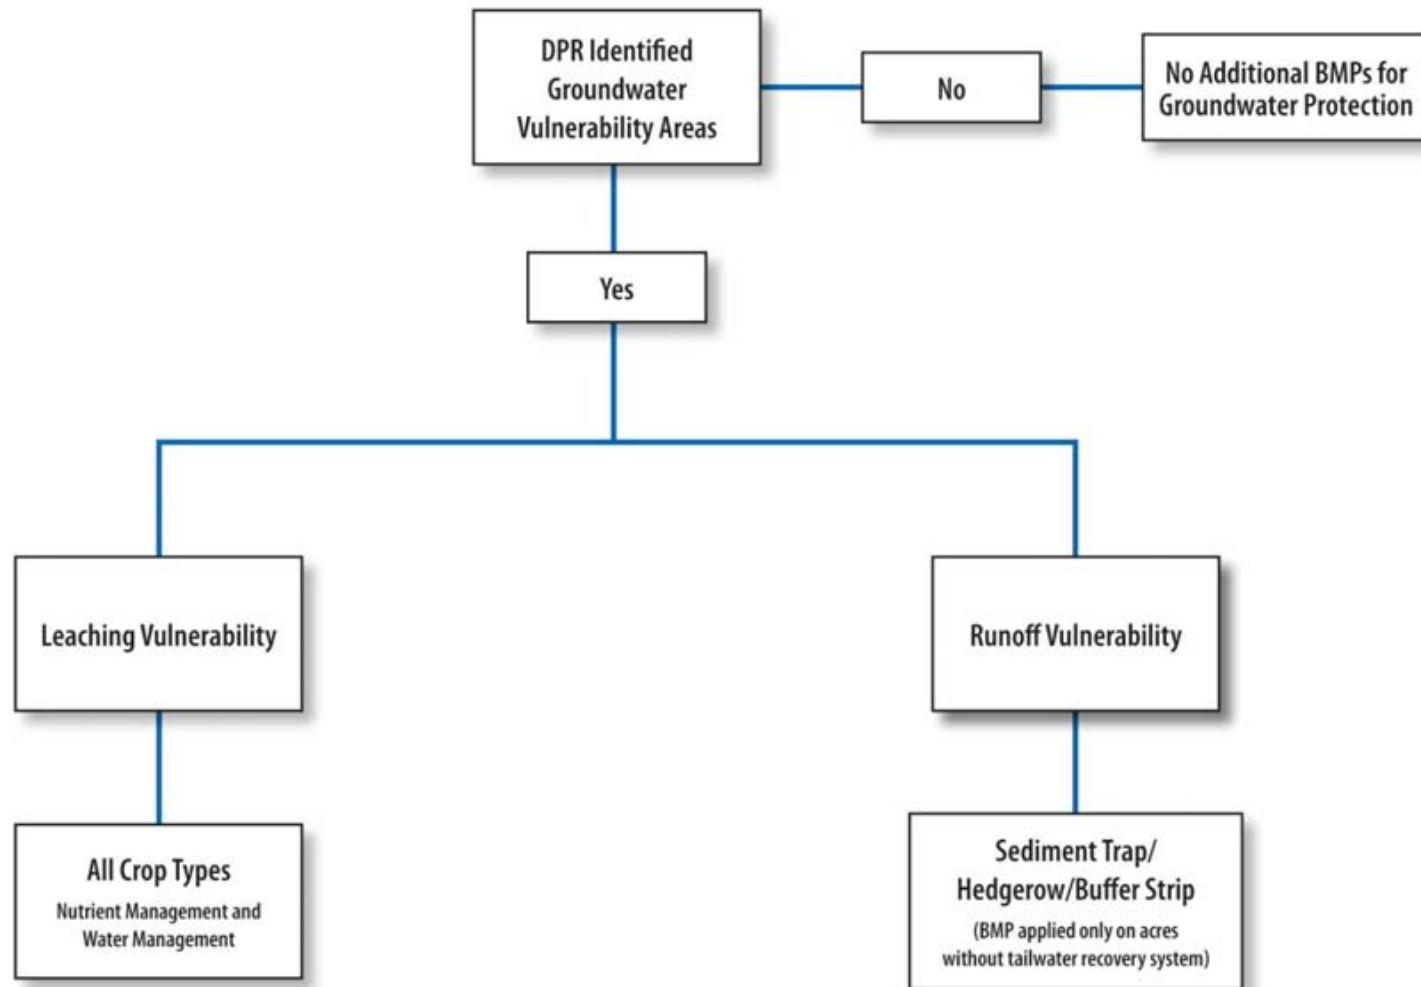 DPR Identified
Groundwater
Vulnerability Areas
No
No Additional BMPs for
Groundwater Protection
Yes
Leaching Vulnerability
Runoff Vulnerability
All Crop Types
Nutrient Management and
Water Management
Sediment Trap/
Hedgerow/Buffer Strip
(BMP applied only on acres
without tailwater recovery system)